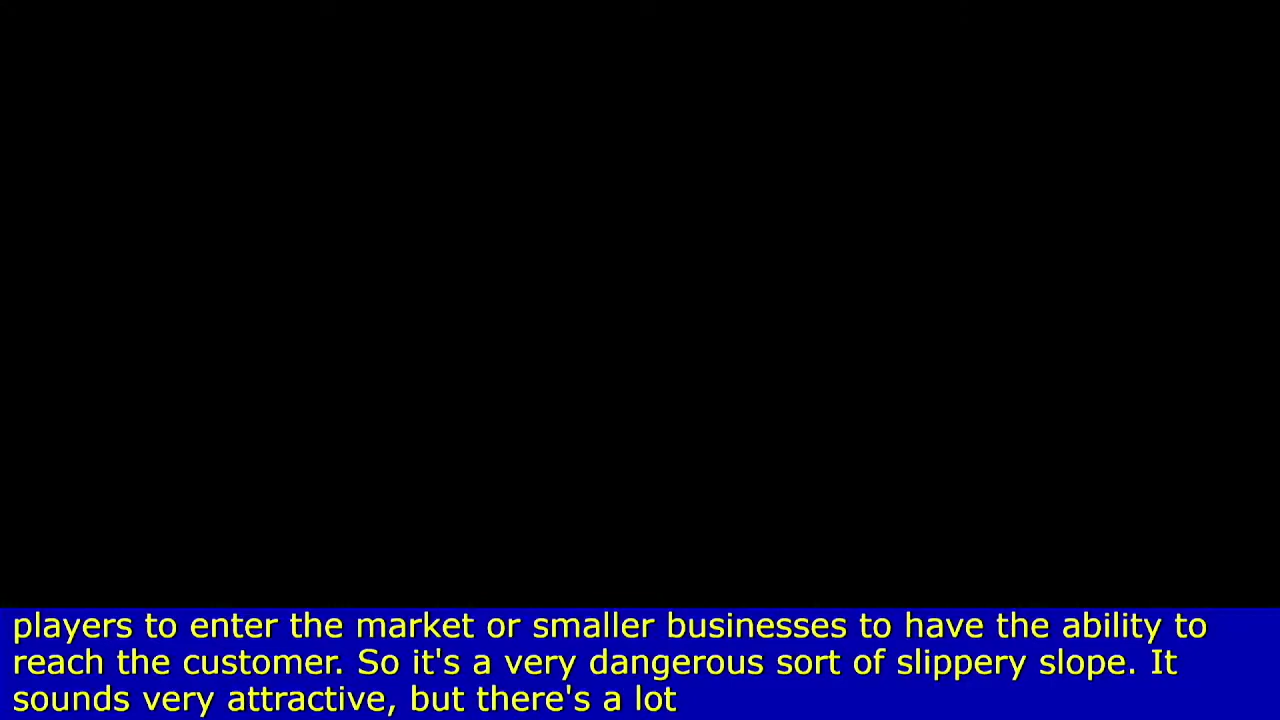 players to enter the market or smaller businesses to have the ability to
reach the customer. So it's a very dangerous sort of slippery slope. It
sounds very attractive, but there's a lot